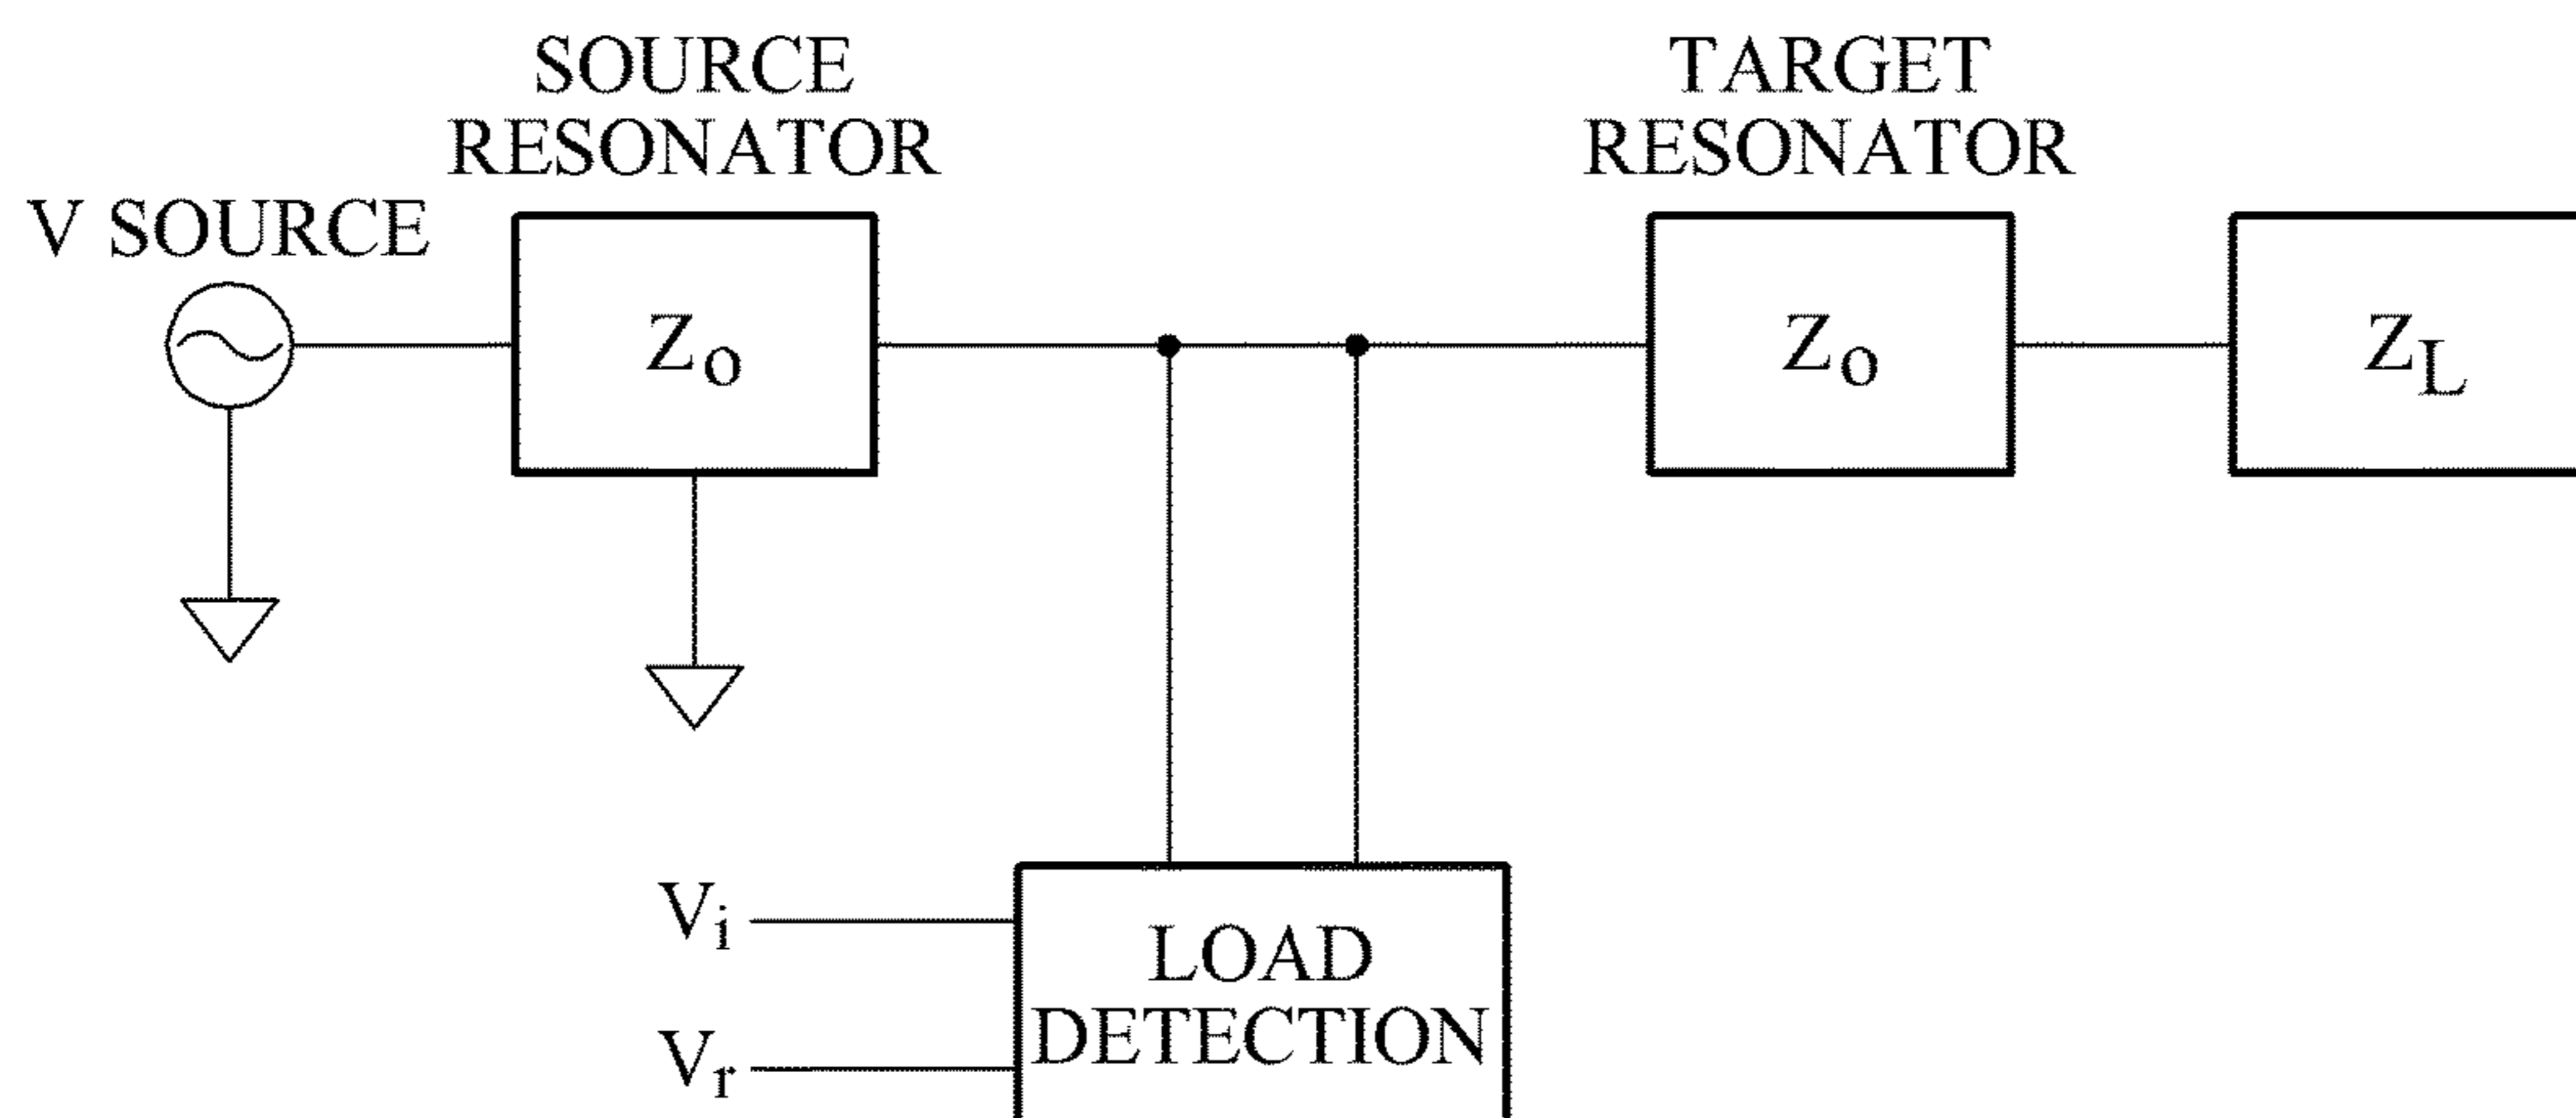 SOURCE
RESONATOR
TARGET
RESONATOR
V SOURCE
Zo
Zo
ZL
Vi
Vr
LOAD
DETECTION